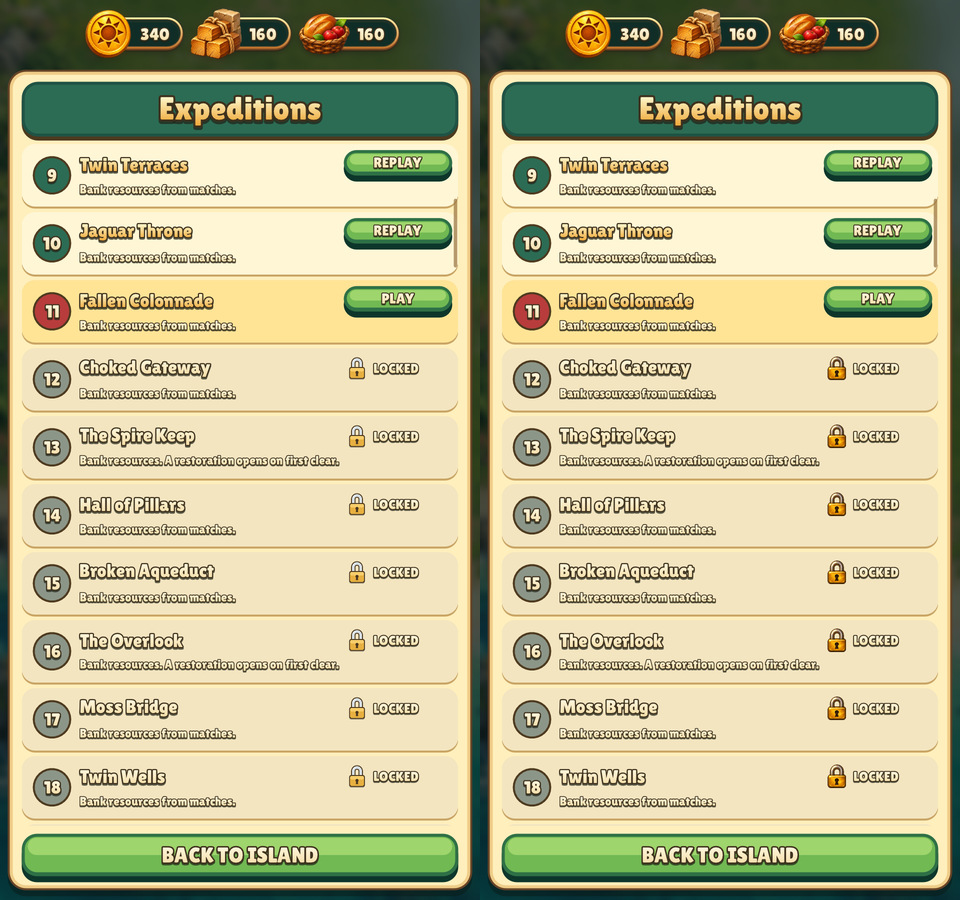 340 160 160
Expeditions
9 Twin Terraces REPLAY
Bank resources from matches.
10 Jaguar Throne REPLAY
Bank resources from matches.
11 Fallen Colonnade PLAY
Bank resources from matches.
12 Choked Gateway LOCKED
Bank resources from matches.
13 The Spire Keep LOCKED
Bank resources. A restoration opens on first clear.
14 Hall of Pillars LOCKED
Bank resources from matches.
15 Broken Aqueduct LOCKED
Bank resources from matches.
16 The Overlook LOCKED
Bank resources. A restoration opens on first clear.
17 Moss Bridge LOCKED
Bank resources from matches.
18 Twin Wells LOCKED
Bank resources from matches.
BACK TO ISLAND
340 160 160
Expeditions
9 Twin Terraces REPLAY
Bank resources from matches.
10 Jaguar Throne REPLAY
Bank resources from matches.
11 Fallen Colonnade PLAY
Bank resources from matches.
12 Choked Gateway LOCKED
Bank resources from matches.
13 The Spire Keep LOCKED
Bank resources. A restoration opens on first clear.
14 Hall of Pillars LOCKED
Bank resources from matches.
15 Broken Aqueduct LOCKED
Bank resources from matches.
16 The Overlook LOCKED
Bank resources. A restoration opens on first clear.
17 Moss Bridge LOCKED
Bank resources from matches.
18 Twin Wells LOCKED
Bank resources from matches.
BACK TO ISLAND